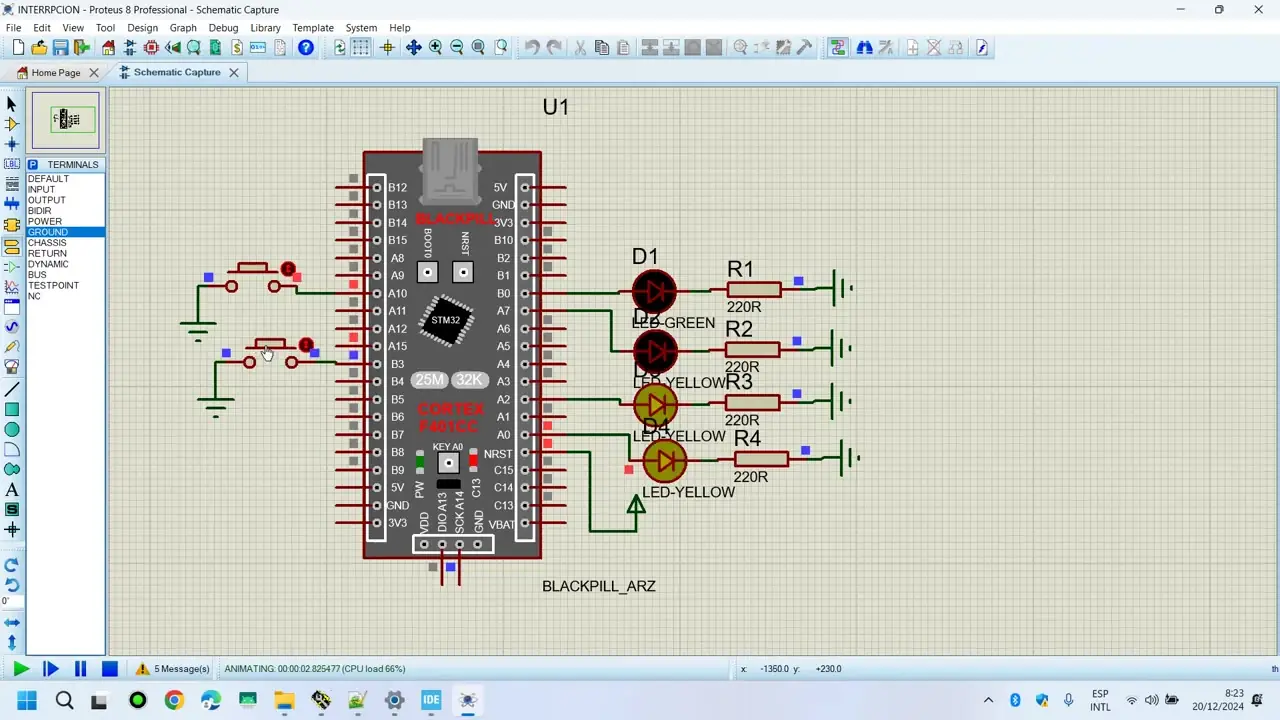 INTERRPCION - Proteus 8 Professional - Schematic Capture
File Edit View Tool Design Graph Debug Library Template System Help
Home Page
Schematic Capture
P TERMINALS
DEFAULT
INPUT
OUTPUT
BIDIR
POWER
GROUND
CHASSIS
RETURN
DYNAMIC
BUS
TESTPOINT
NC
LBL
A
0°
U1
BLACKPILL
BOOT0
NRST
STM32
25M
32K
CORTEX
F401CC
KEY A0
PW
C13
VDD
DIO A13
SCK A14
GND
B12
B13
B14
B15
A8
A9
A10
A11
A12
A15
B3
B4
B5
B6
B7
B8
B9
5V
GND
3V3
5V
GND
3V3
B10
B2
B1
B0
A7
A6
A5
A4
A3
A2
A1
A0
NRST
C15
C14
C13
VBAT
D1
LED-GREEN
R1
220R
D2
LED-YELLOW
R2
220R
D3
LED-YELLOW
R3
220R
D4
LED-YELLOW
R4
220R
BLACKPILL_ARZ
5 Message(s)
ANIMATING: 00:00:02.825477 (CPU load 66%)
x: -1350.0 y: +230.0
th
IDE
ESP
INTL
8:23
20/12/2024